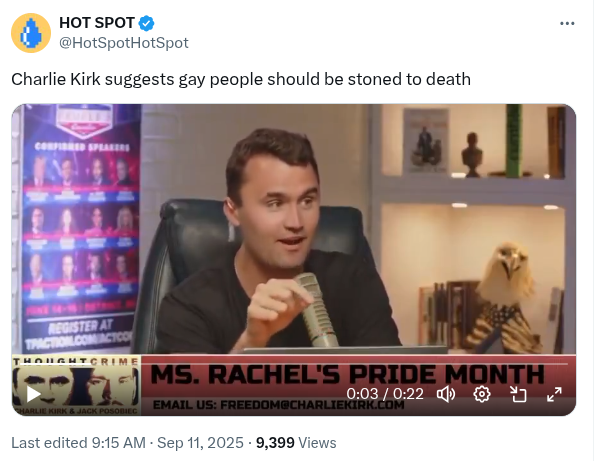 HOT SPOT
@HotSpotHotSpot
Charlie Kirk suggests gay people should be stoned to death
CONFIRMED SPEAKERS
REGISTER AT
TPACTION.COM/ACTCON
THOUGHTCRIME
CHARLIE KIRK & JACK POSOBIEC
MS. RACHEL'S PRIDE MONTH
EMAIL US: FREEDOM@CHARLIEKIRK.COM
0:03 / 0:22
Last edited 9:15 AM · Sep 11, 2025 · 9,399 Views